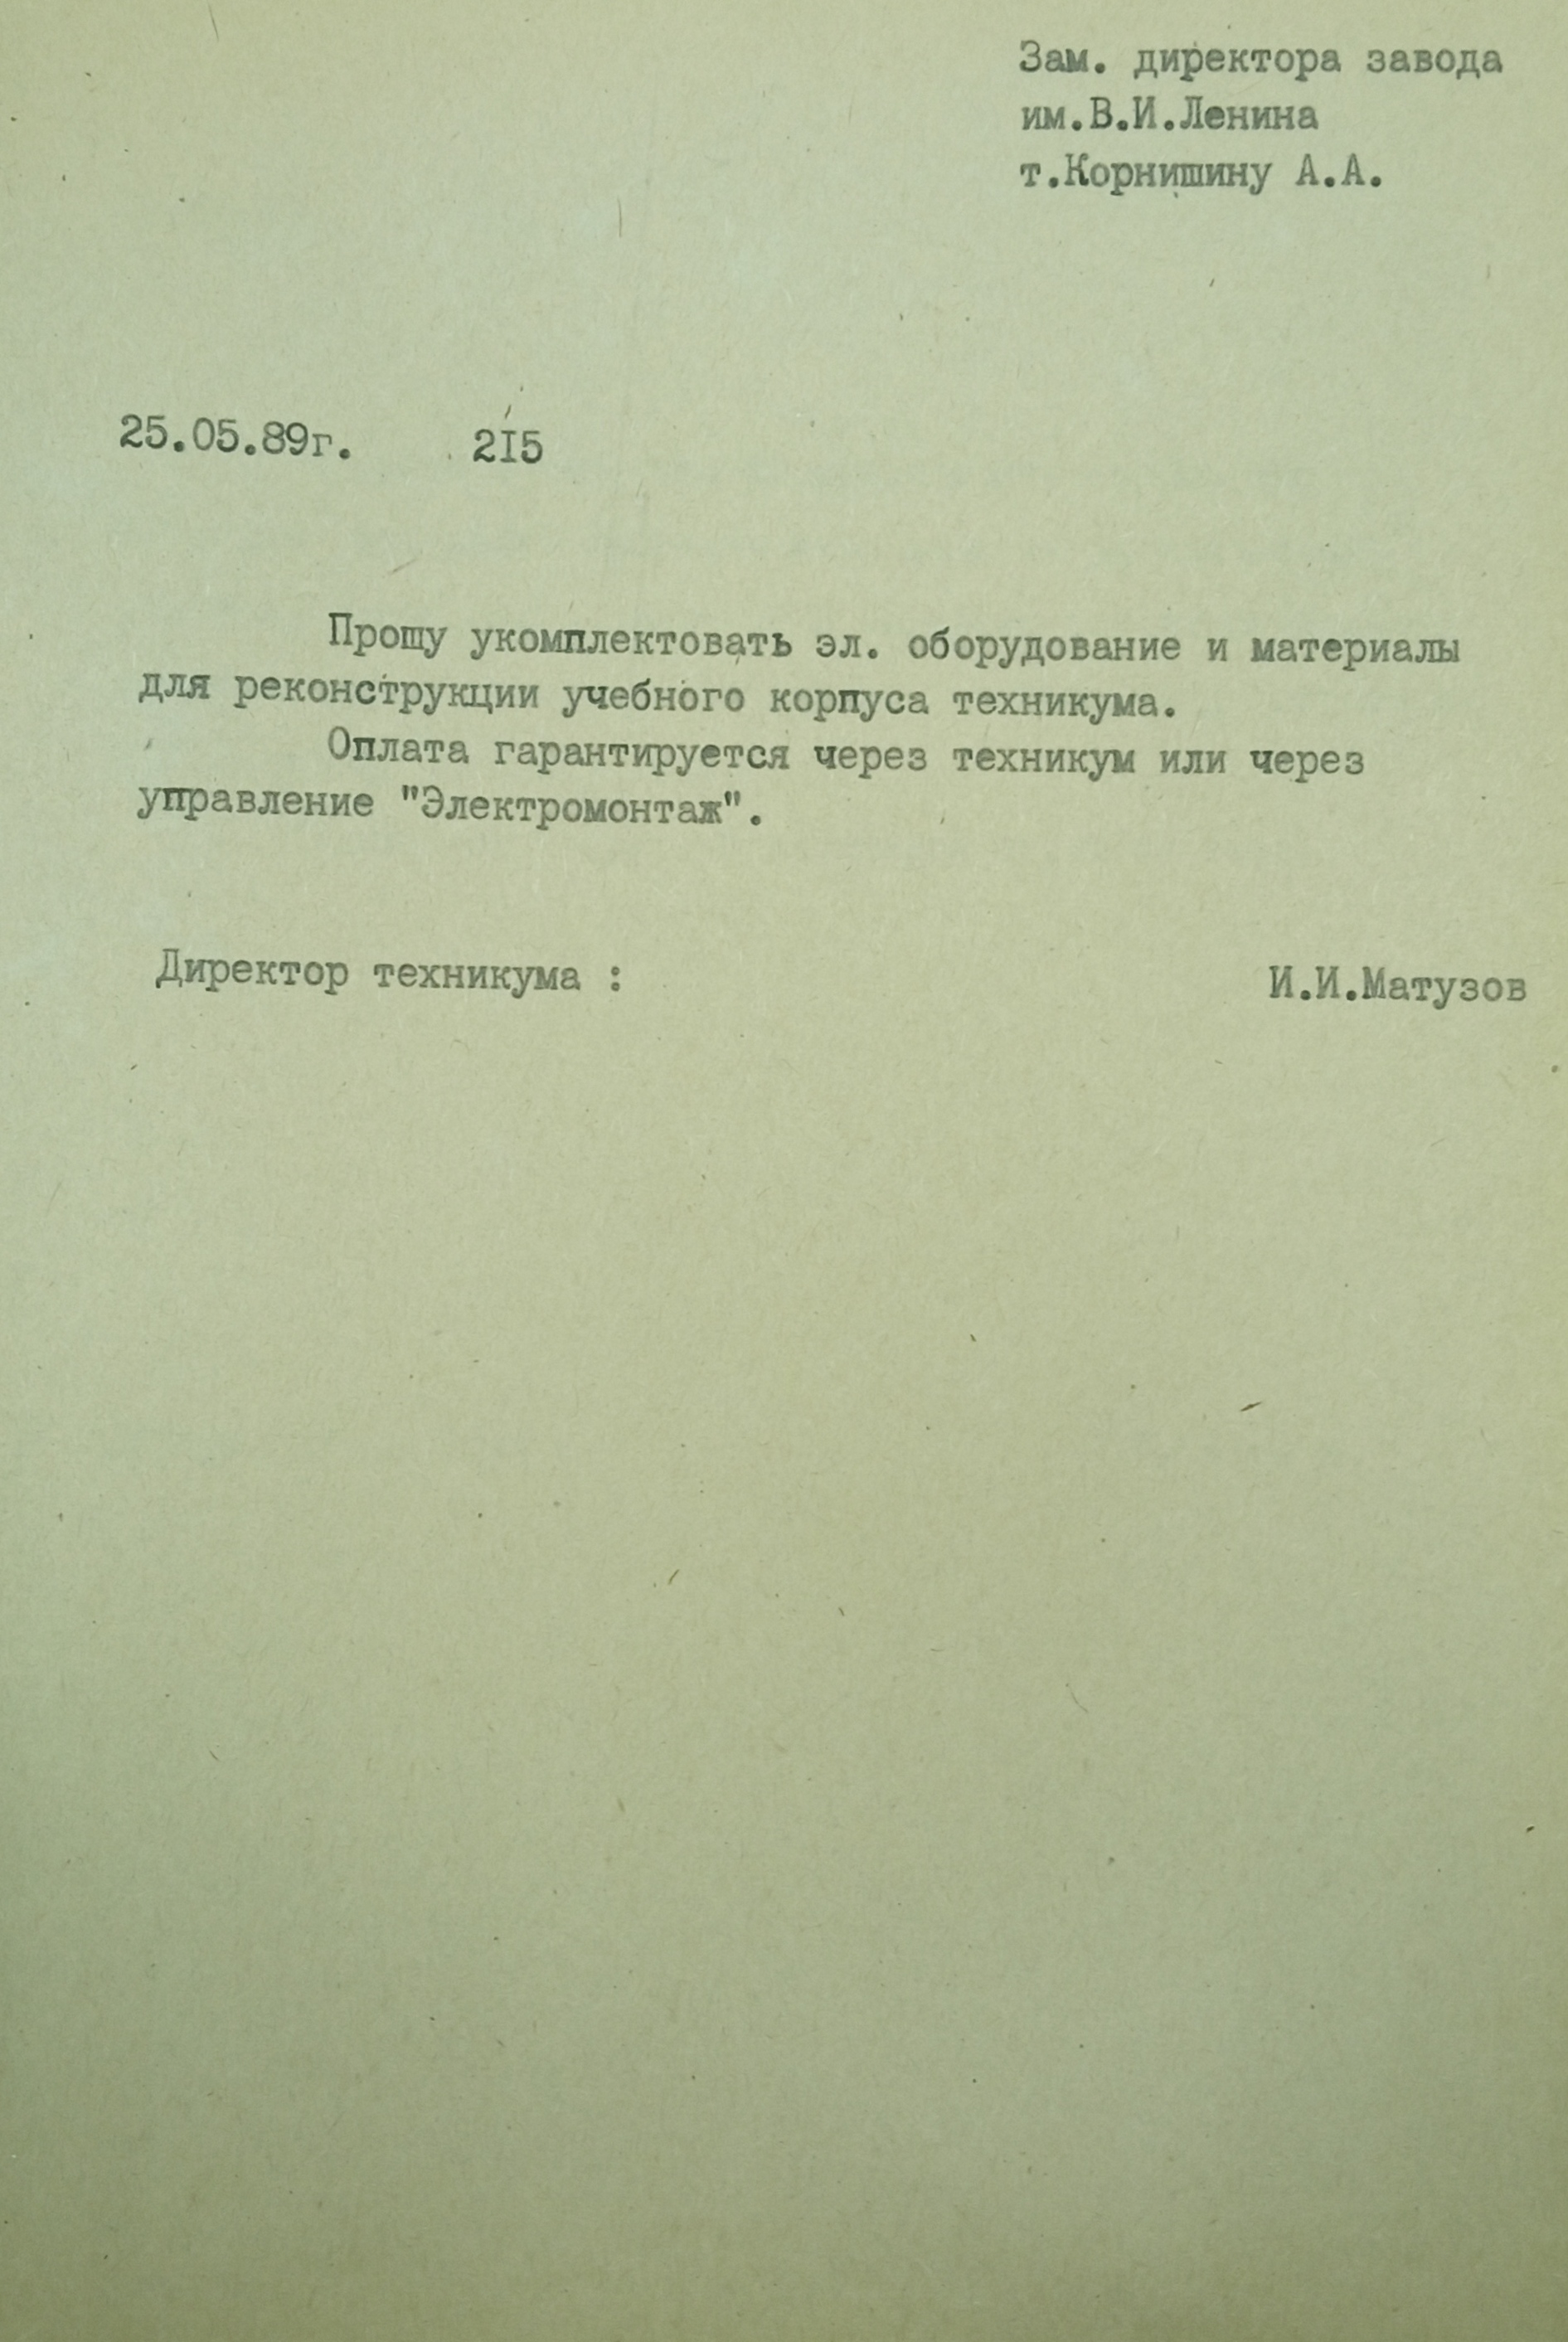 Зам. директора завода
им.В.И.Ленина
т.Корнишину А.А.
25.05.89г. 2I5
Прошу укомплектовать эл. оборудование и материалы
для реконструкции учебного корпуса техникума.
Оплата гарантируется через техникум или через
управление "Электромонтаж".
Директор техникума : И.И.Матузов